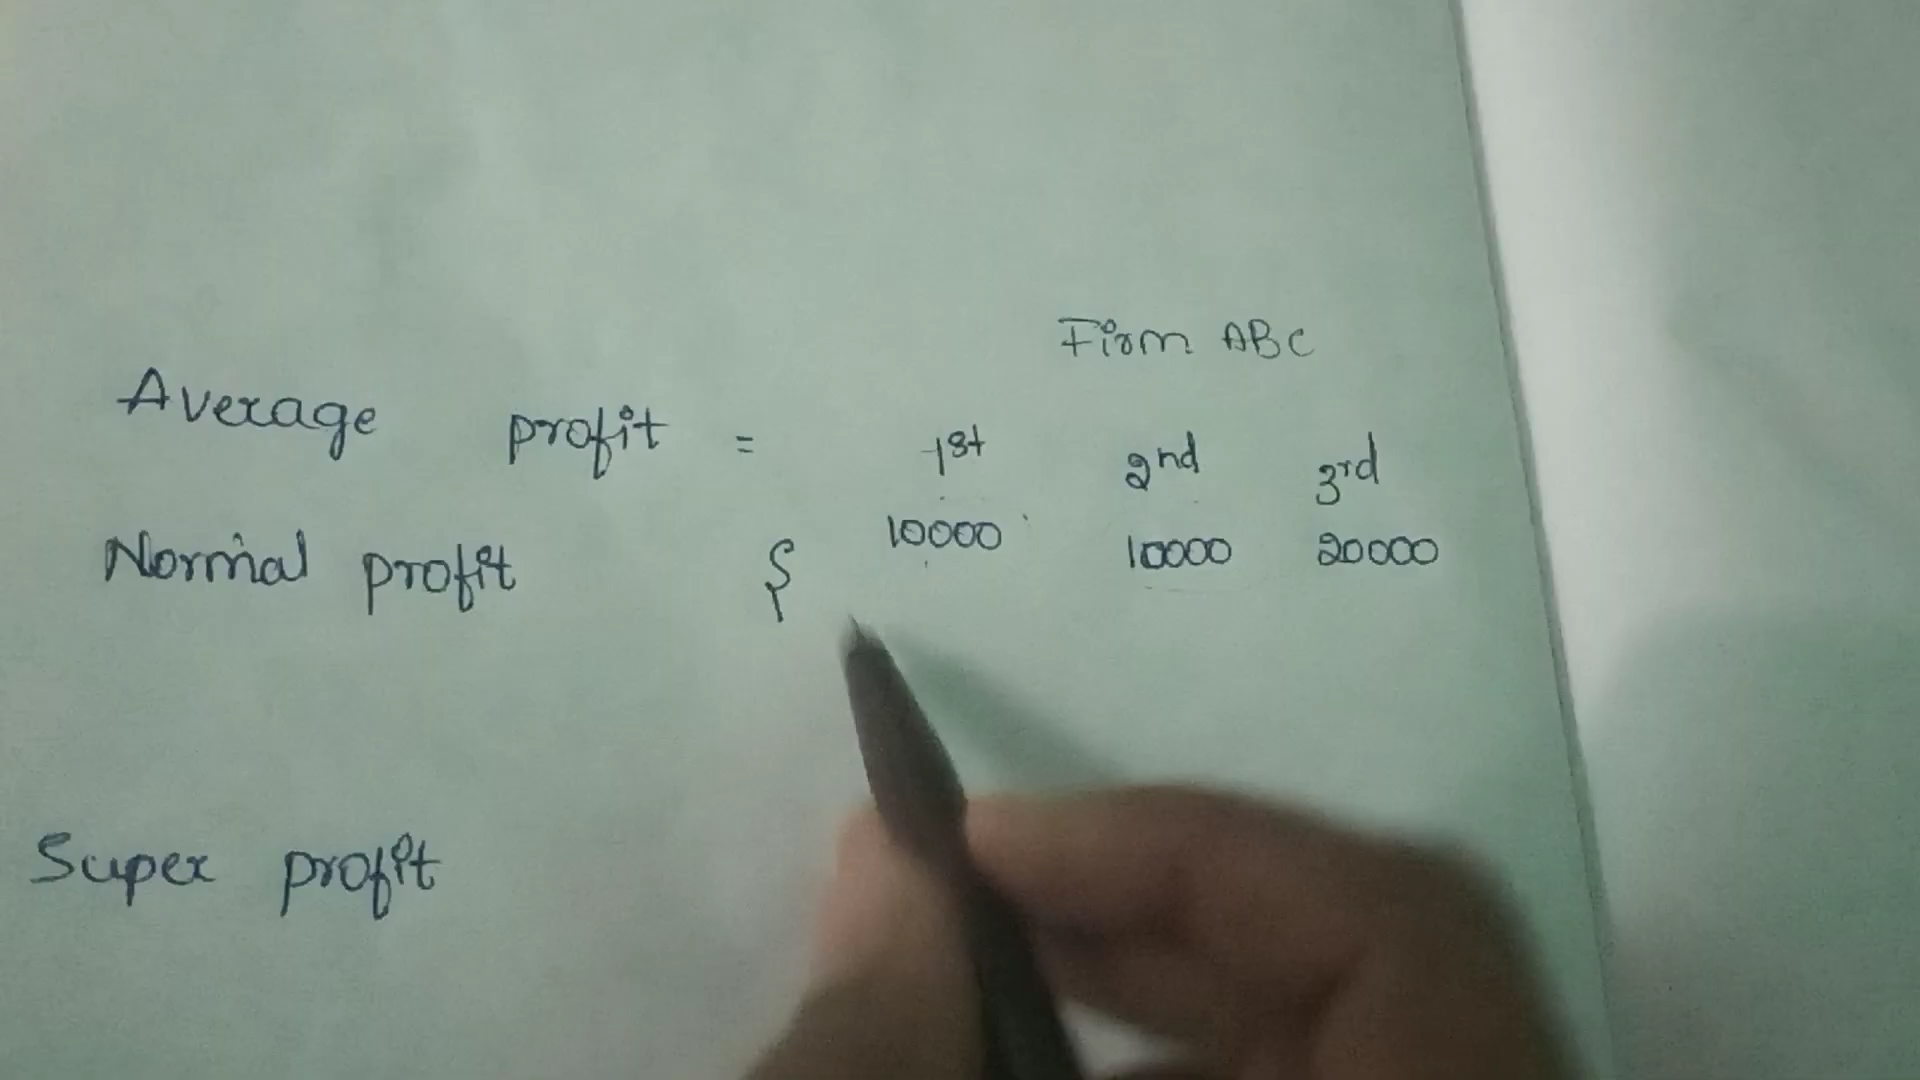 Firm ABC
Average profit = 1st 2nd 3rd
Normal profit 10000 10000 20000
Super profit